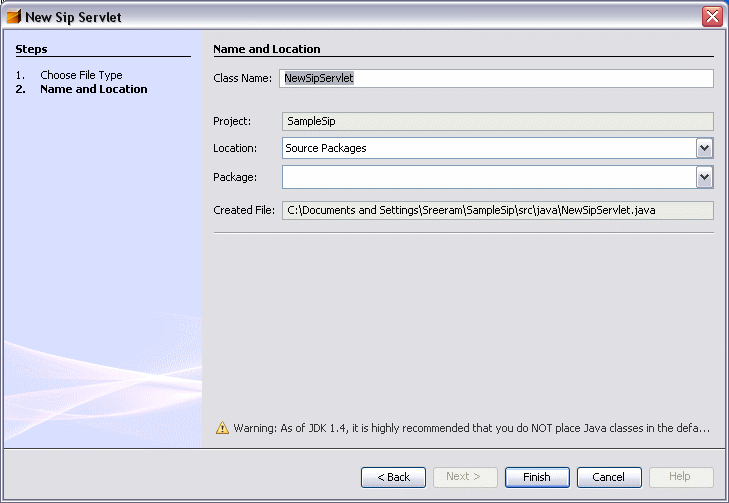 New Sip Servlet
Steps
1. Choose File Type
2. Name and Location
Name and Location
Class Name: NewSipServlet
Project: SampleSip
Location: Source Packages
Package:
Created File: C:\Documents and Settings\Sreeram\SampleSip\src\java\NewSipServlet.java
Warning: As of JDK 1.4, it is highly recommended that you do NOT place Java classes in the defa...
< Back Next > Finish Cancel Help